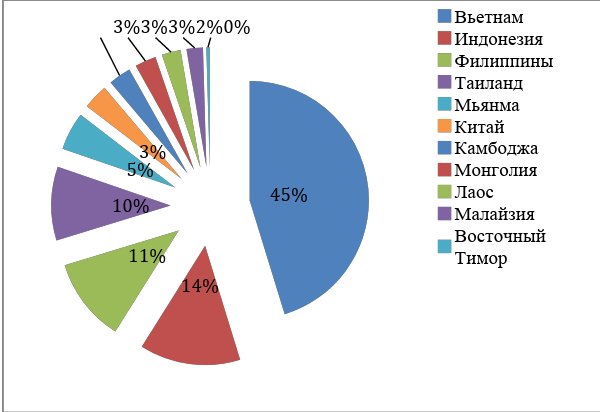 3%3%3%2%0%
3%
5%
10%
11%
14%
45%
Вьетнам
Индонезия
Филиппины
Таиланд
Мьянма
Китай
Камбоджа
Монголия
Лаос
Малайзия
Восточный
Тимор